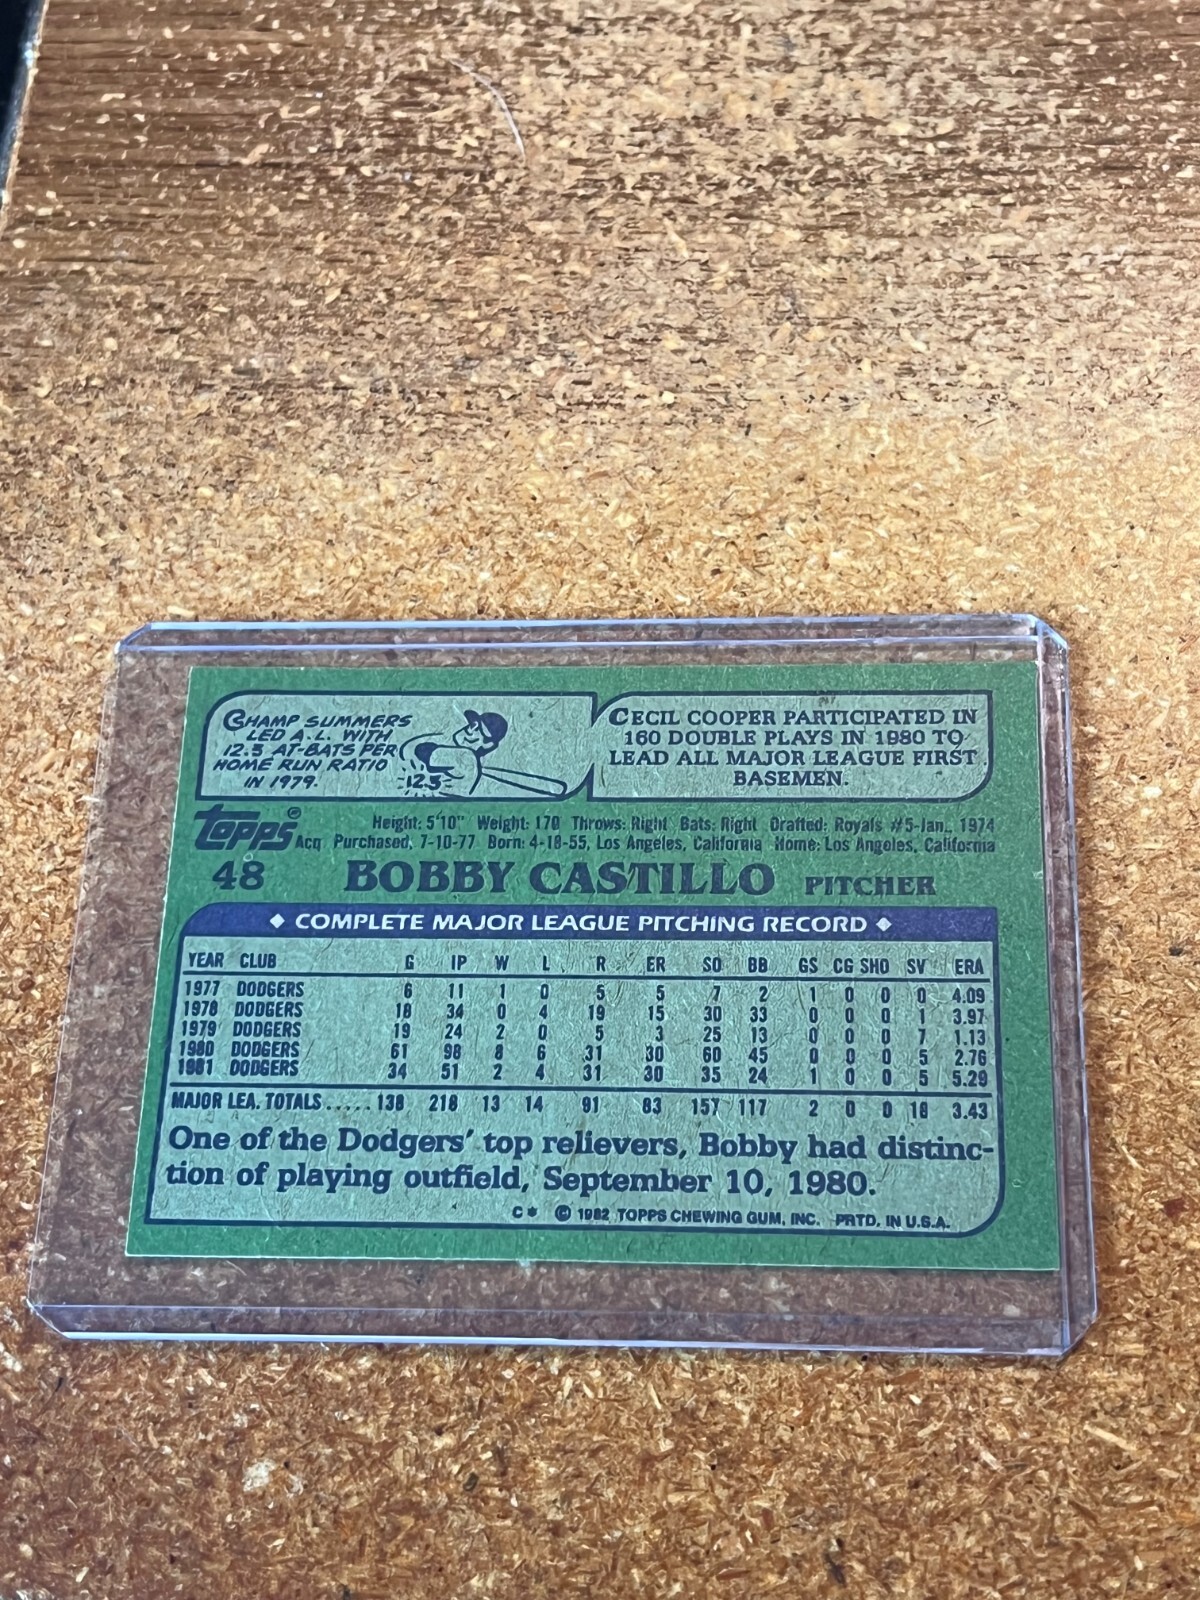 CHAMP SUMMERS
LED A.L. WITH
12.5 AT-BATS PER
HOME RUN RATIO
IN 1979.
12.5
CECIL COOPER PARTICIPATED IN
160 DOUBLE PLAYS IN 1980 TO
LEAD ALL MAJOR LEAGUE FIRST
BASEMEN.
Topps®
Height: 5'10" Weight: 170 Throws: Right Bats: Right Drafted: Royals #5-Jan., 1974
Acq Purchased, 7-10-77 Born: 4-18-55, Los Angeles, California Home: Los Angeles, California
48 BOBBY CASTILLO PITCHER
◆ COMPLETE MAJOR LEAGUE PITCHING RECORD ◆
YEAR CLUB G IP W L R ER SO BB GS CG SHO SV ERA
1977 DODGERS 6 11 1 0 5 5 7 2 1 0 0 0 4.09
1978 DODGERS 18 34 0 4 19 15 30 33 0 0 0 1 3.97
1979 DODGERS 19 24 2 0 5 3 25 13 0 0 0 7 1.13
1980 DODGERS 61 98 8 6 31 30 60 45 0 0 0 5 2.76
1981 DODGERS 34 51 2 4 31 30 35 24 1 0 0 5 5.29
MAJOR LEA. TOTALS ..... 138 218 13 14 91 83 157 117 2 0 0 18 3.43
One of the Dodgers' top relievers, Bobby had distinc-
tion of playing outfield, September 10, 1980.
C* © 1982 TOPPS CHEWING GUM, INC. PRTD. IN U.S.A.